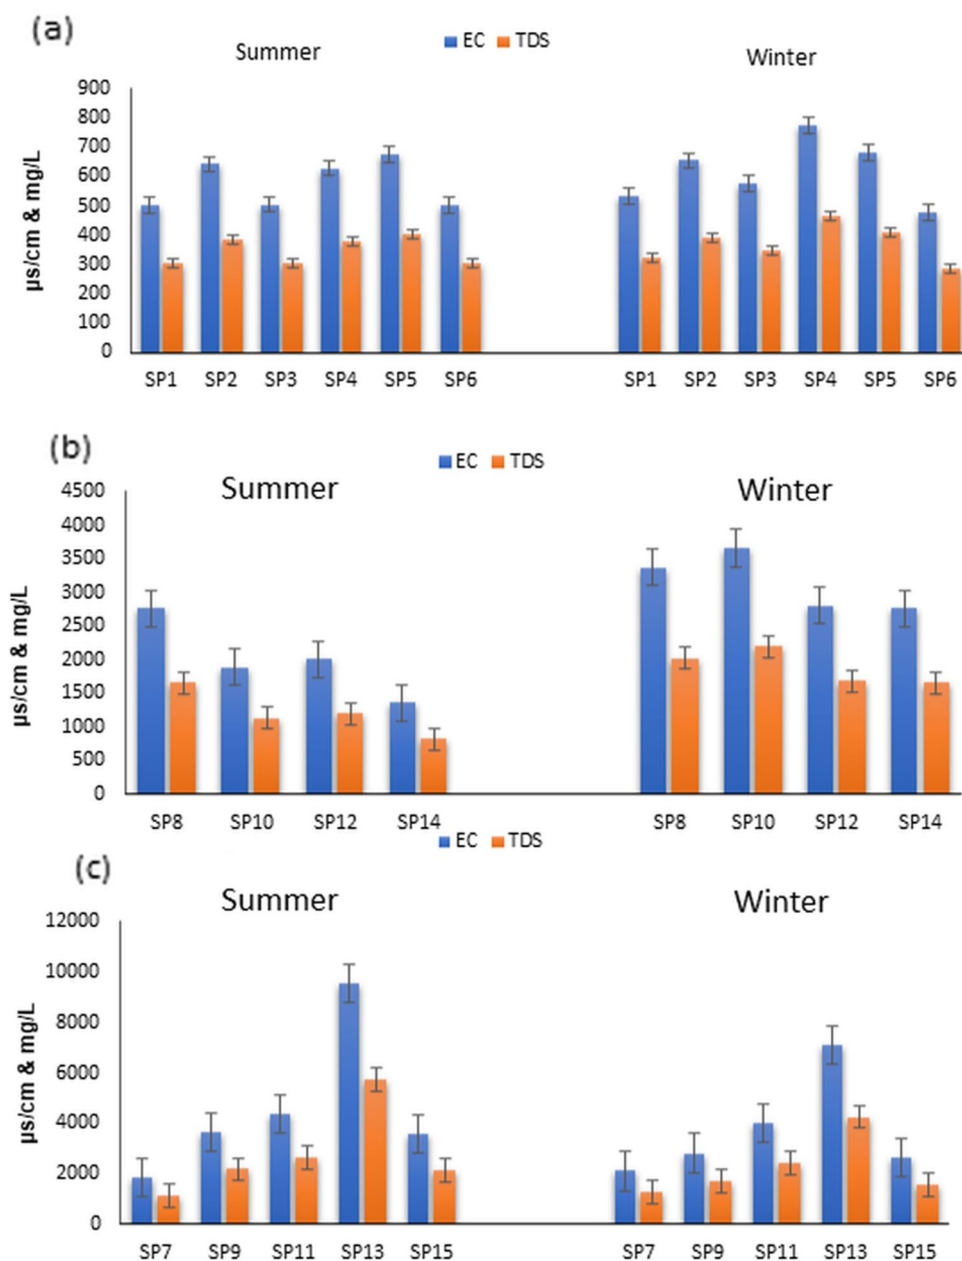 (a)
EC TDS
Summer
Winter
900
800
700
600
500
400
300
200
100
0
µs/cm & mg/L
SP1 SP2 SP3 SP4 SP5 SP6 SP1 SP2 SP3 SP4 SP5 SP6
(b)
EC TDS
Summer
Winter
4500
4000
3500
3000
2500
2000
1500
1000
500
0
µs/cm & mg/L
SP8 SP10 SP12 SP14 SP8 SP10 SP12 SP14
EC TDS
(c)
Summer
Winter
12000
10000
8000
6000
4000
2000
0
µs/cm & mg/L
SP7 SP9 SP11 SP13 SP15 SP7 SP9 SP11 SP13 SP15